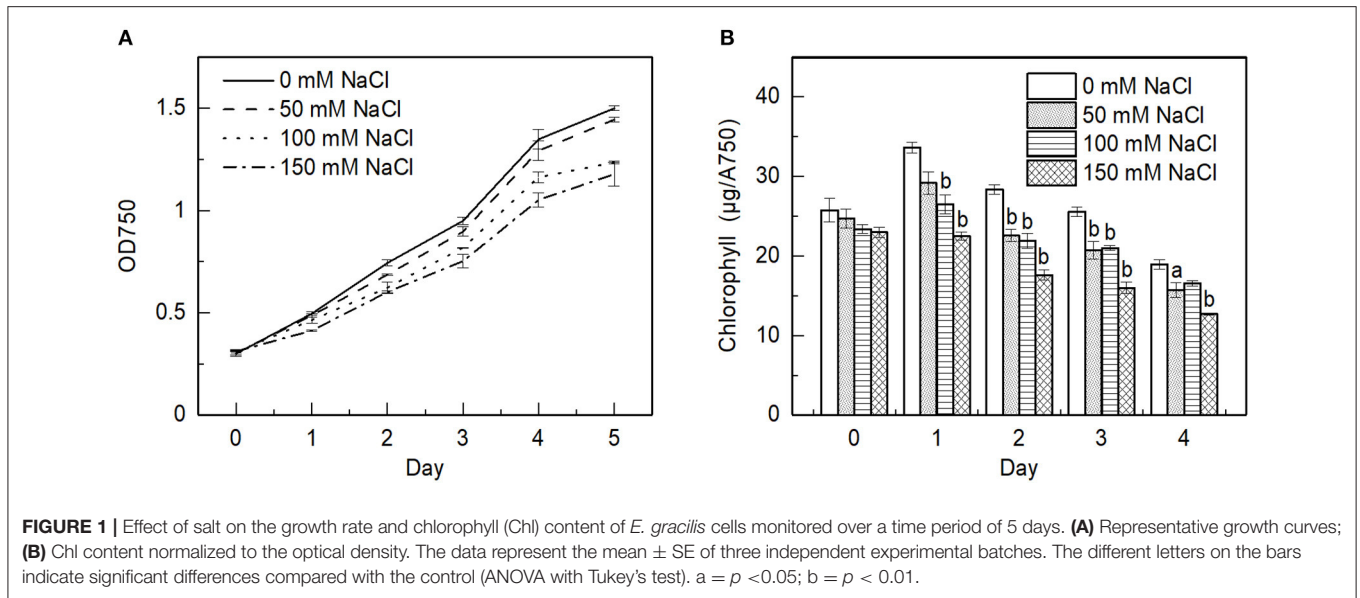 A
0 mM NaCl
50 mM NaCl
100 mM NaCl
150 mM NaCl
1.5
1
0.5
0
OD750
0 1 2 3 4 5
Day
B
0 mM NaCl
50 mM NaCl
100 mM NaCl
150 mM NaCl
40
30
20
10
0
Chlorophyll (μg/A750)
b b
b b b
b b b
a b
0 1 2 3 4
Day
FIGURE 1 | Effect of salt on the growth rate and chlorophyll (Chl) content of E. gracilis cells monitored over a time period of 5 days. (A) Representative growth curves;
(B) Chl content normalized to the optical density. The data represent the mean ± SE of three independent experimental batches. The different letters on the bars
indicate significant differences compared with the control (ANOVA with Tukey's test). a = p <0.05; b = p < 0.01.